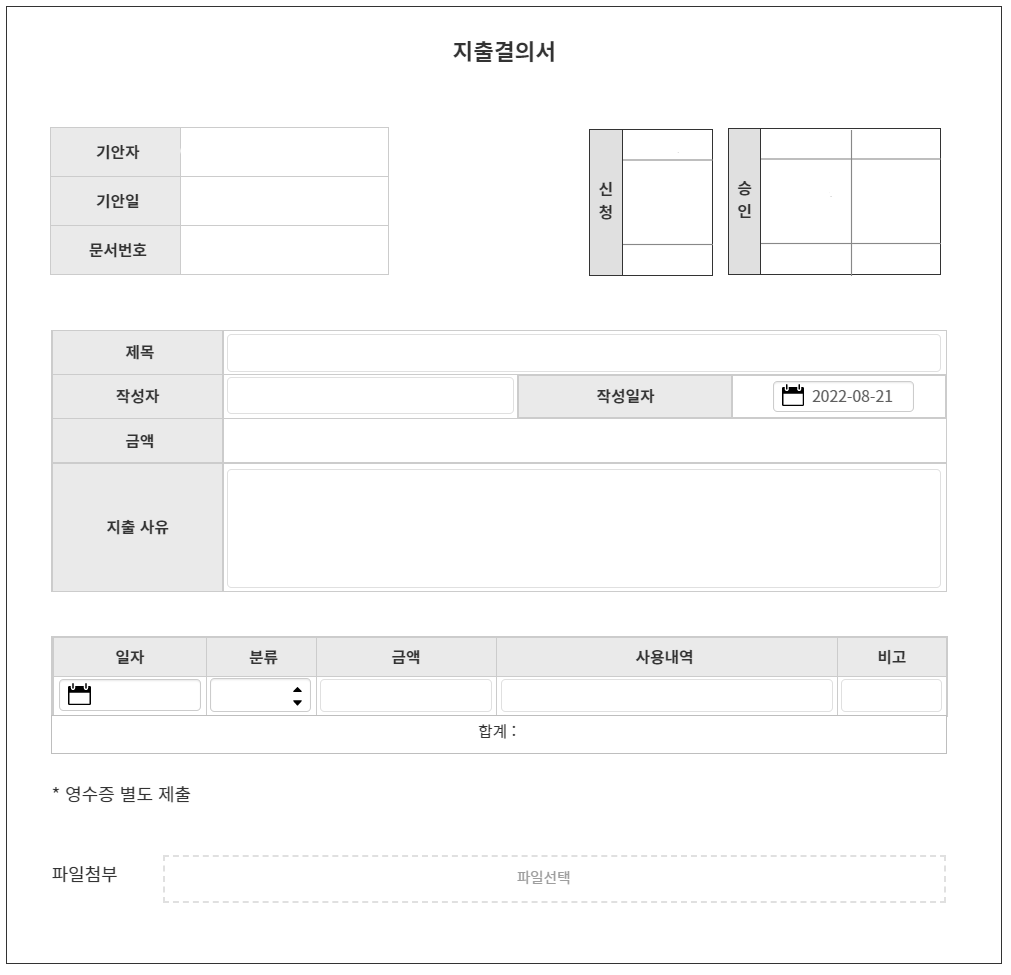 지출결의서
기안자
기안일
문서번호
신청
승인
제목
작성자 작성일자 2022-08-21
금액
지출 사유
일자 분류 금액 사용내역 비고
합계 :
* 영수증 별도 제출
파일첨부 파일선택